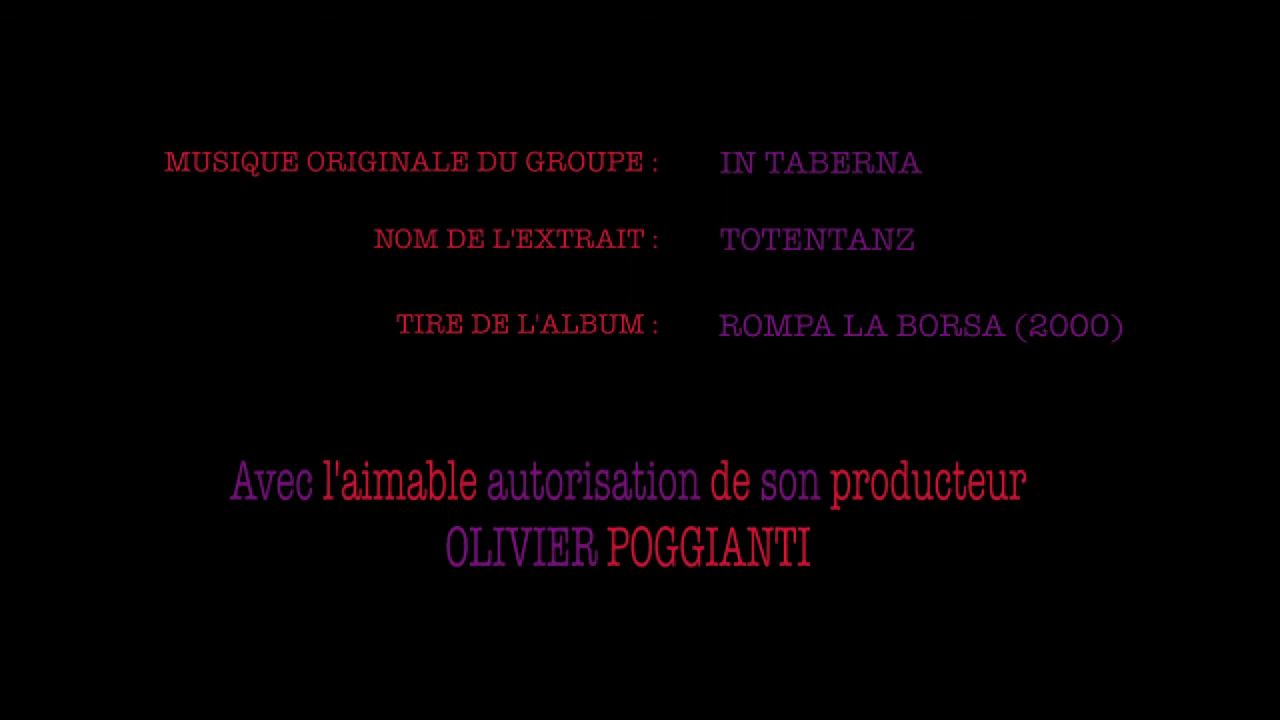 MUSIQUE ORIGINALE DU GROUPE : IN TABERNA
NOM DE L'EXTRAIT : TOTENTANZ
TIRE DE L'ALBUM : ROMPA LA BORSA (2000)
Avec l'aimable autorisation de son producteur
OLIVIER POGGIANTI